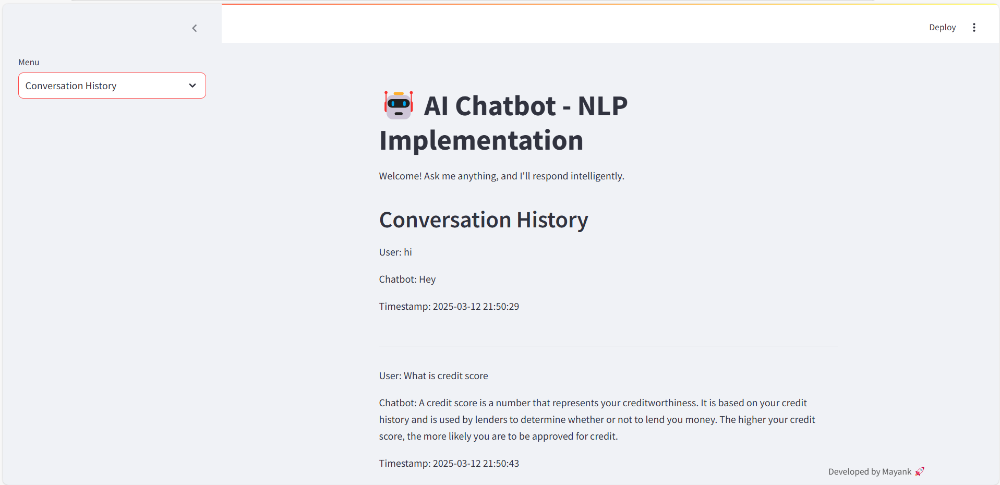 Deploy
Menu
Conversation History
AI Chatbot - NLP
Implementation
Welcome! Ask me anything, and I'll respond intelligently.
Conversation History
User: hi
Chatbot: Hey
Timestamp: 2025-03-12 21:50:29
User: What is credit score
Chatbot: A credit score is a number that represents your creditworthiness. It is based on your credit
history and is used by lenders to determine whether or not to lend you money. The higher your credit
score, the more likely you are to be approved for credit.
Timestamp: 2025-03-12 21:50:43
Developed by Mayank 🚀